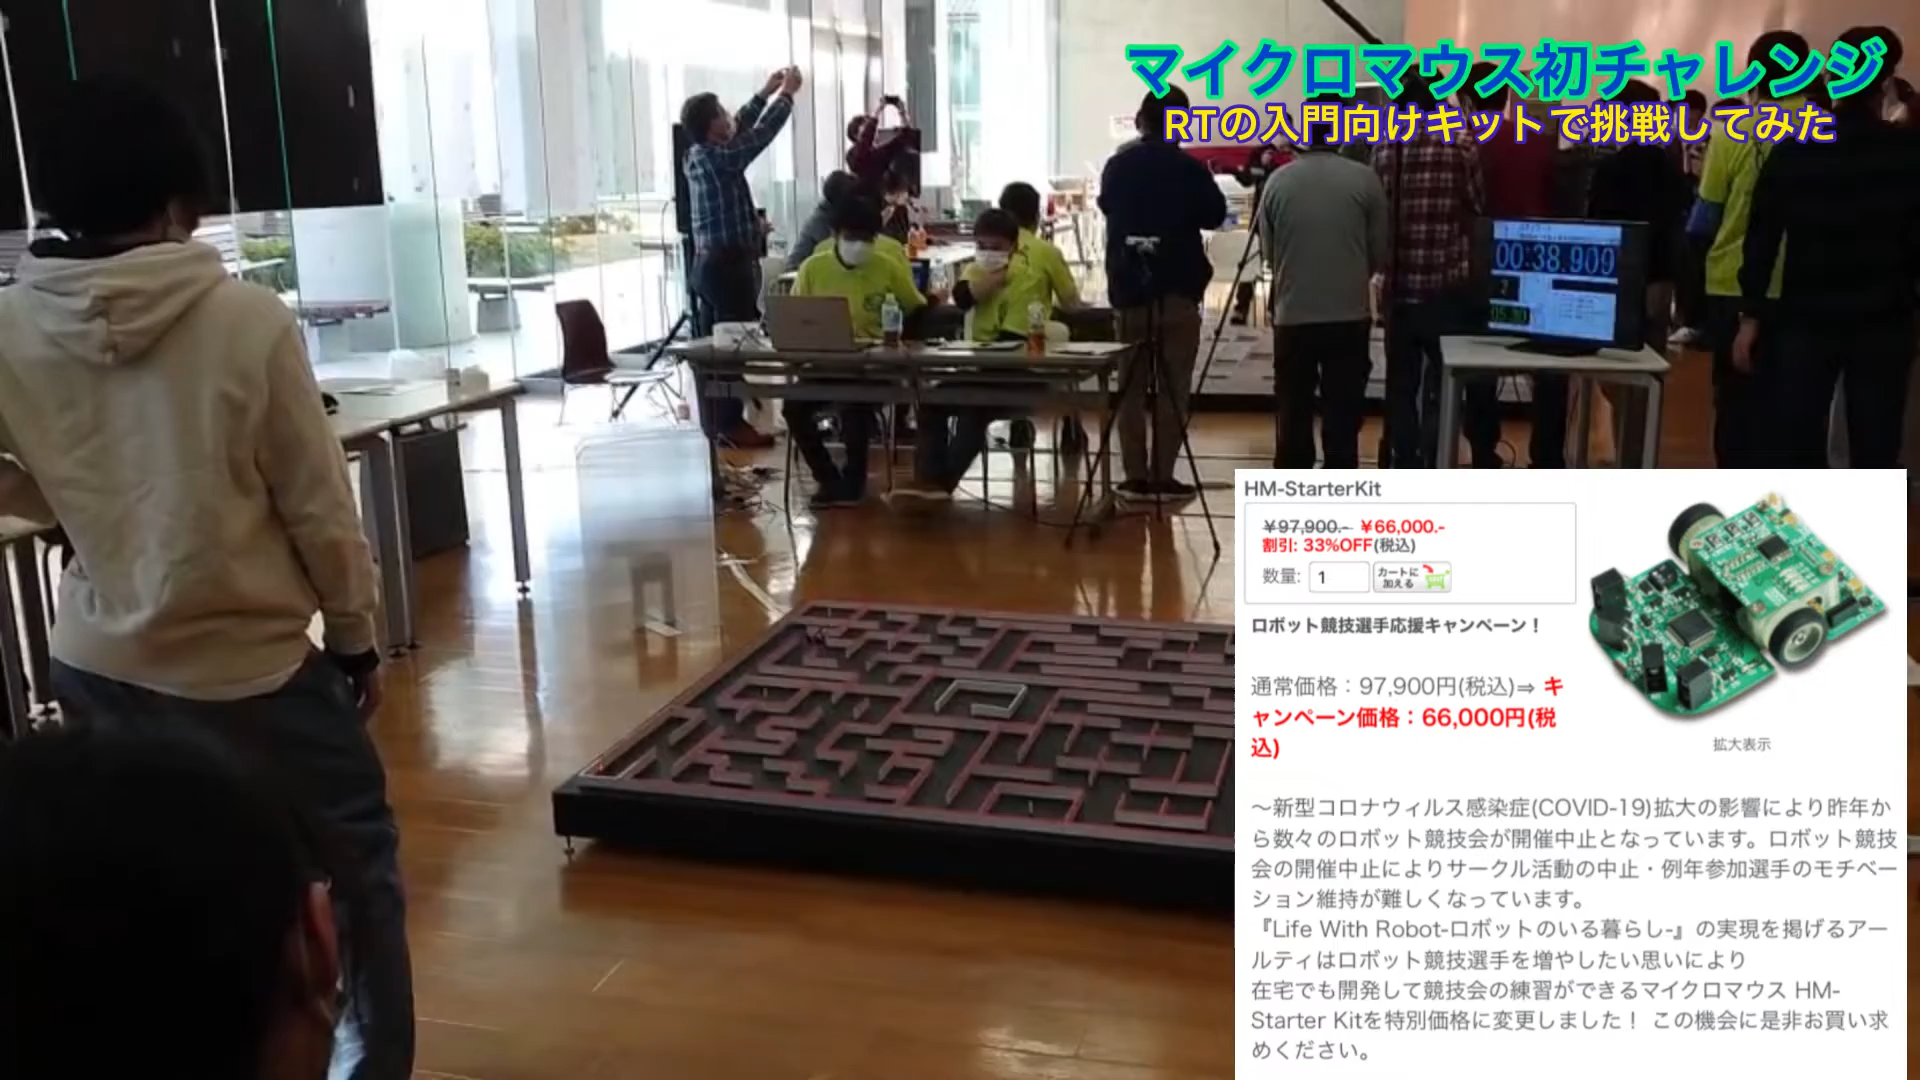 マイクロマウス初チャレンジ
RTの入門向けキットで挑戦してみた
00:38.909
2
HM-StarterKit
¥97,900.- ¥66,000.-
割引: 33%OFF(税込)
数量: 1 カートに
加える
ロボット競技選手応援キャンペーン！
通常価格：97,900円(税込)⇒ キ
ャンペーン価格：66,000円(税
込)
拡大表示
～新型コロナウィルス感染症(COVID-19)拡大の影響により昨年か
ら数々のロボット競技会が開催中止となっています。ロボット競技
会の開催中止によりサークル活動の中止・例年参加選手のモチベー
ション維持が難しくなっています。
『Life With Robot-ロボットのいる暮らし-』の実現を掲げるアー
ルティはロボット競技選手を増やしたい思いにより
在宅でも開発して競技会の練習ができるマイクロマウス HM-
Starter Kitを特別価格に変更しました！ この機会に是非お買い求
めください。